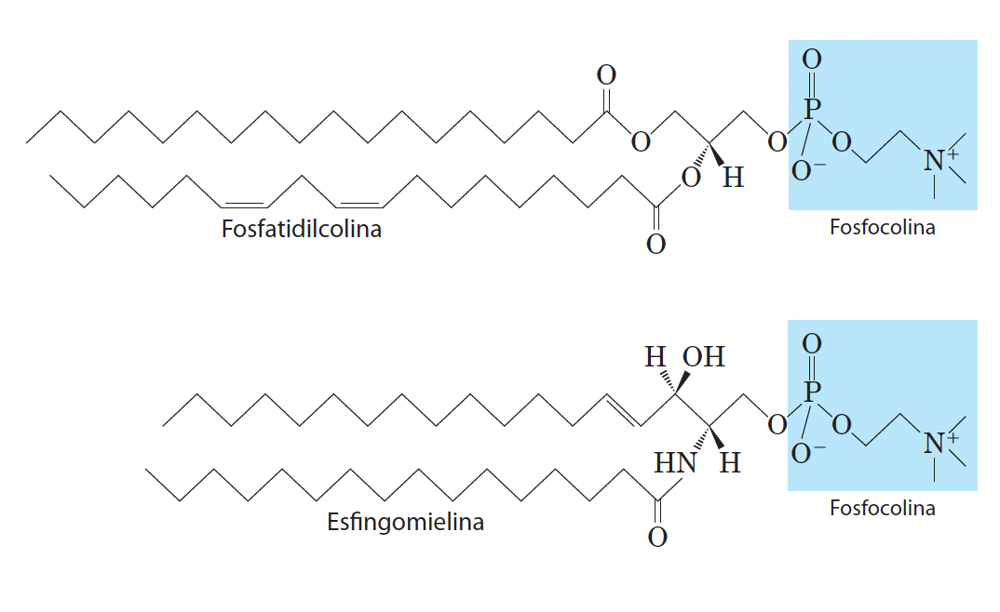 O
O
P
O
O
O
N+
O H
O−
Fosfatidilcolina
Fosfocolina
O
H OH
O
P
O
O
N+
HN H
O−
Esfingomielina
Fosfocolina
O